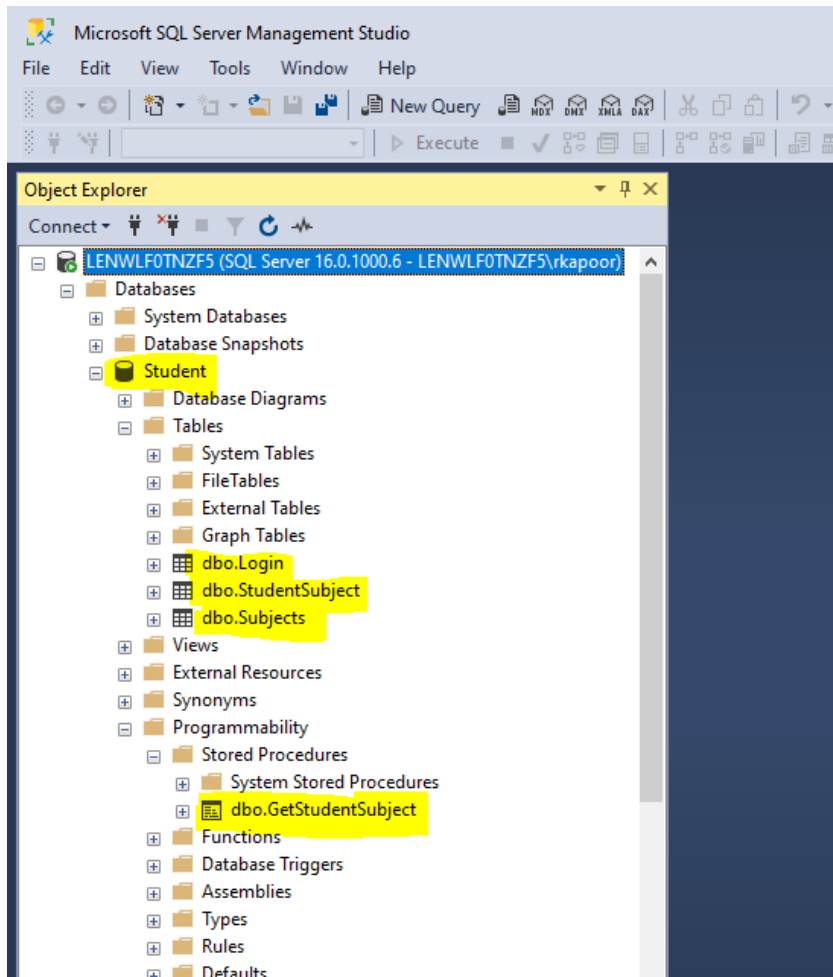 Microsoft SQL Server Management Studio
File Edit View Tools Window Help
New Query MDX DMX XMLA DAX
Execute
Object Explorer
Connect
LENWLF0TNZF5 (SQL Server 16.0.1000.6 - LENWLF0TNZF5\rkapoor)
Databases
System Databases
Database Snapshots
Student
Database Diagrams
Tables
System Tables
FileTables
External Tables
Graph Tables
dbo.Login
dbo.StudentSubject
dbo.Subjects
Views
External Resources
Synonyms
Programmability
Stored Procedures
System Stored Procedures
dbo.GetStudentSubject
Functions
Database Triggers
Assemblies
Types
Rules
Defaults